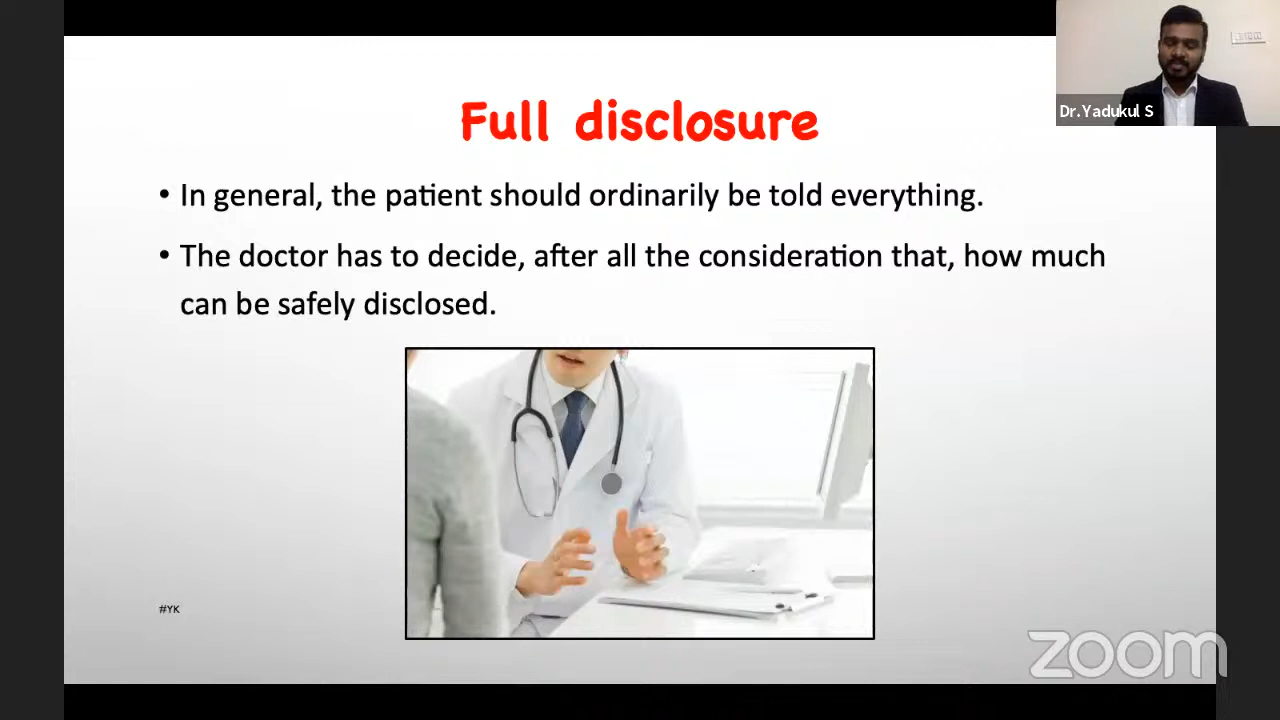 Full disclosure
• In general, the patient should ordinarily be told everything.
• The doctor has to decide, after all the consideration that, how much
can be safely disclosed.
#YK
Dr.Yadukul S
zoom